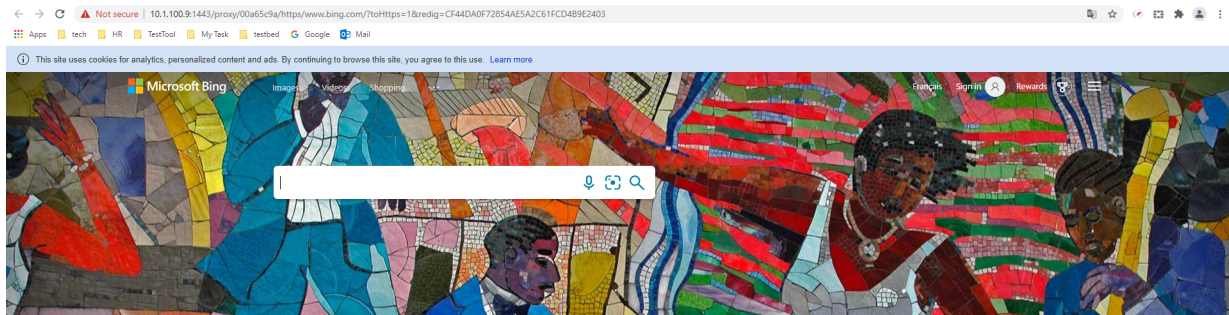 Not secure | 10.1.100.9:1443/proxy/00a65c9a/https/www.bing.com/?toHttps=1&redig=CF44DA0F72854AE5A2C61FCD4B9E2403
Apps tech HR TestTool My Task testbed Google Mail
This site uses cookies for analytics, personalized content and ads. By continuing to browse this site, you agree to this use. Learn more
Microsoft Bing Images Videos Shopping ... Français Sign in Rewards